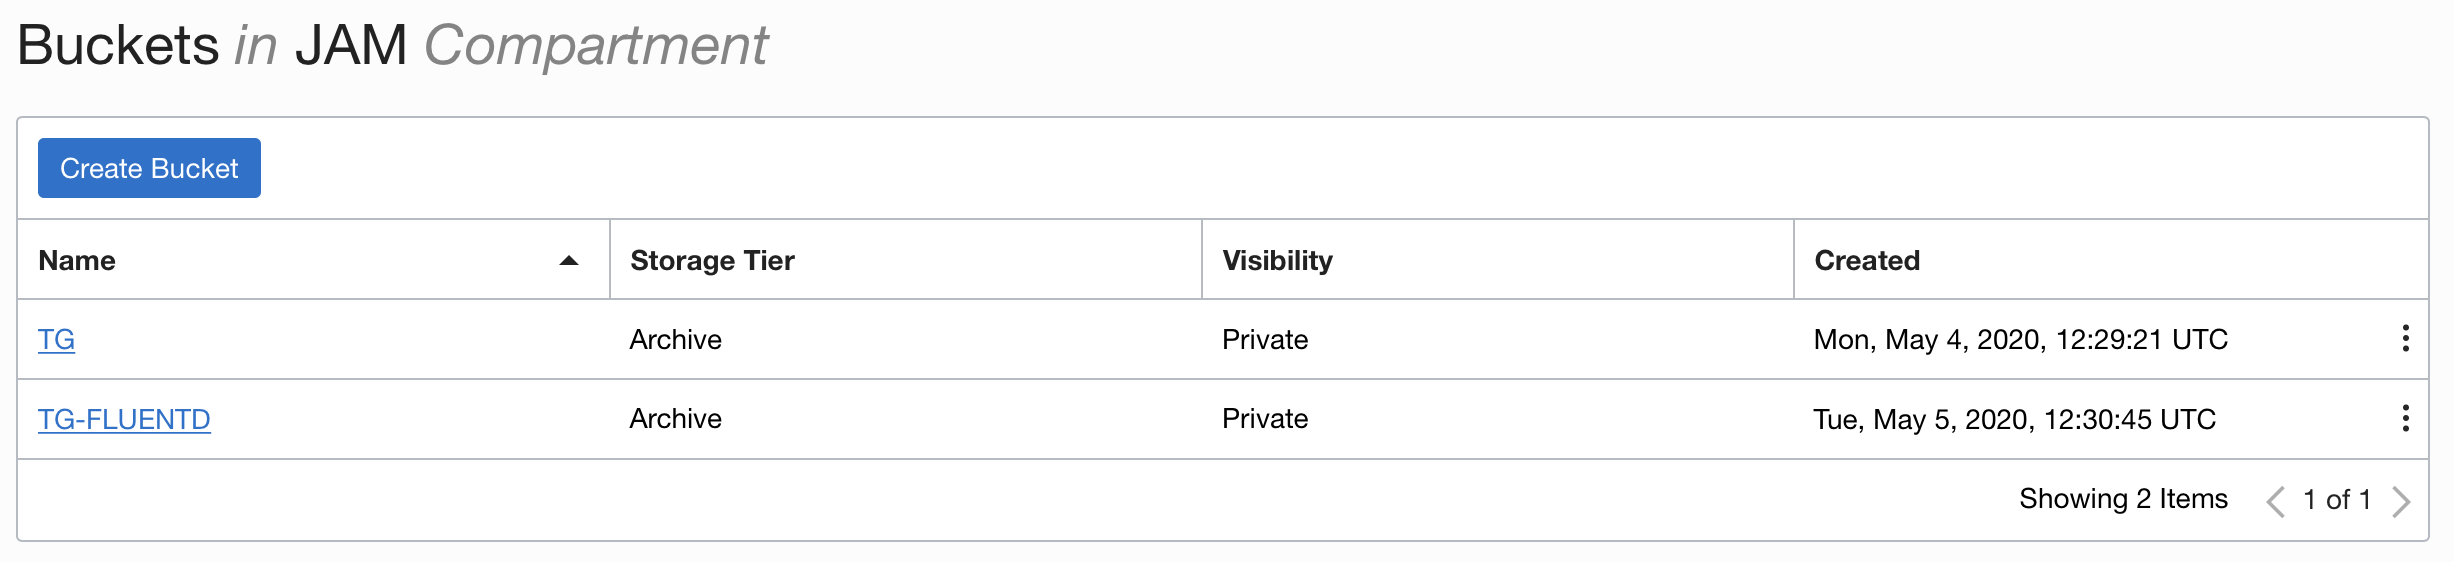 Buckets in JAM Compartment
Create Bucket
Name Storage Tier Visibility Created
TG Archive Private Mon, May 4, 2020, 12:29:21 UTC
TG-FLUENTD Archive Private Tue, May 5, 2020, 12:30:45 UTC
Showing 2 Items 1 of 1